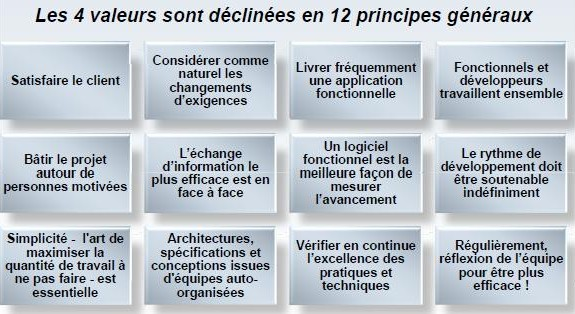 Les 4 valeurs sont déclinées en 12 principes généraux
Satisfaire le client
Considérer comme
naturel les
changements
d'exigences
Livrer fréquemment
une application
fonctionnelle
Fonctionnels et
développeurs
travaillent ensemble
Bâtir le projet
autour de
personnes motivées
L'échange
d'information le
plus efficace est en
face à face
Un logiciel
fonctionnel est la
meilleure façon de
mesurer
l'avancement
Le rythme de
développement doit
être soutenable
indéfiniment
Simplicité - l'art de
maximiser la
quantité de travail à
ne pas faire - est
essentielle
Architectures,
spécifications et
conceptions issues
d'équipes auto-
organisées
Vérifier en continue
l'excellence des
pratiques et
techniques
Régulièrement,
réflexion de l'équipe
pour être plus
efficace !